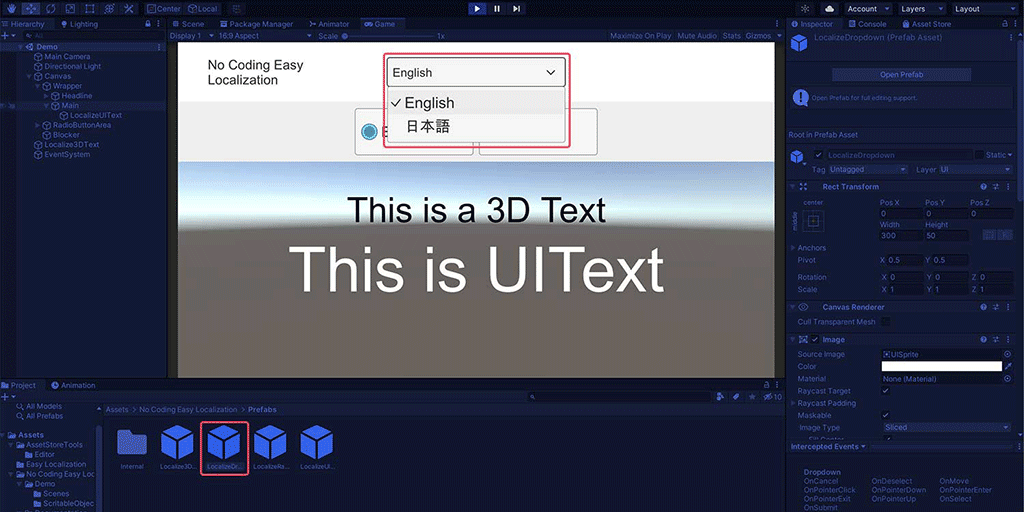 Center Local
Account Layers Layout
Hierarchy Lighting
Scene Package Manager Animator Game
Inspector Console Asset Store
All
Display 1 16:9 Aspect Scale 1x Maximize On Play Mute Audio Stats Gizmos
Demo
Main Camera
Directional Light
Canvas
Wrapper
Headline
Main
LocalizeUIText
RadioButtonArea
Blocker
Localize3DText
EventSystem
No Coding Easy
Localization
English
English
日本語
This is a 3D Text
This is UIText
LocalizeDropdown (Prefab Asset)
Open Prefab
Open Prefab for full editing support.
Root in Prefab Asset
LocalizeDropdown Static
Tag Untagged Layer UI
Rect Transform
center Pos X Pos Y Pos Z
middle 0 0 0
Width Height
300 50
Anchors
Pivot X 0.5 Y 0.5
Rotation X 0 Y 0 Z 0
Scale X 1 Y 1 Z 1
Canvas Renderer
Cull Transparent Mesh
Image
Source Image UISprite
Color
Material None (Material)
Raycast Target
Raycast Padding
Maskable
Image Type Sliced
Fill Center
Intercepted Events
Dropdown
OnCancel OnDeselect OnMove
OnPointerClick OnPointerDown OnPointerEnter
OnPointerExit OnPointerUp OnSelect
OnSubmit
Project Animation
10
All Models
All Prefabs
Assets
AssetStoreTools
Editor
Easy Localization
No Coding Easy Loc
Demo
Scenes
ScritableObjec
Assets > No Coding Easy Localization > Prefabs
Internal Localize3D... LocalizeDr... LocalizeRa... LocalizeUI...